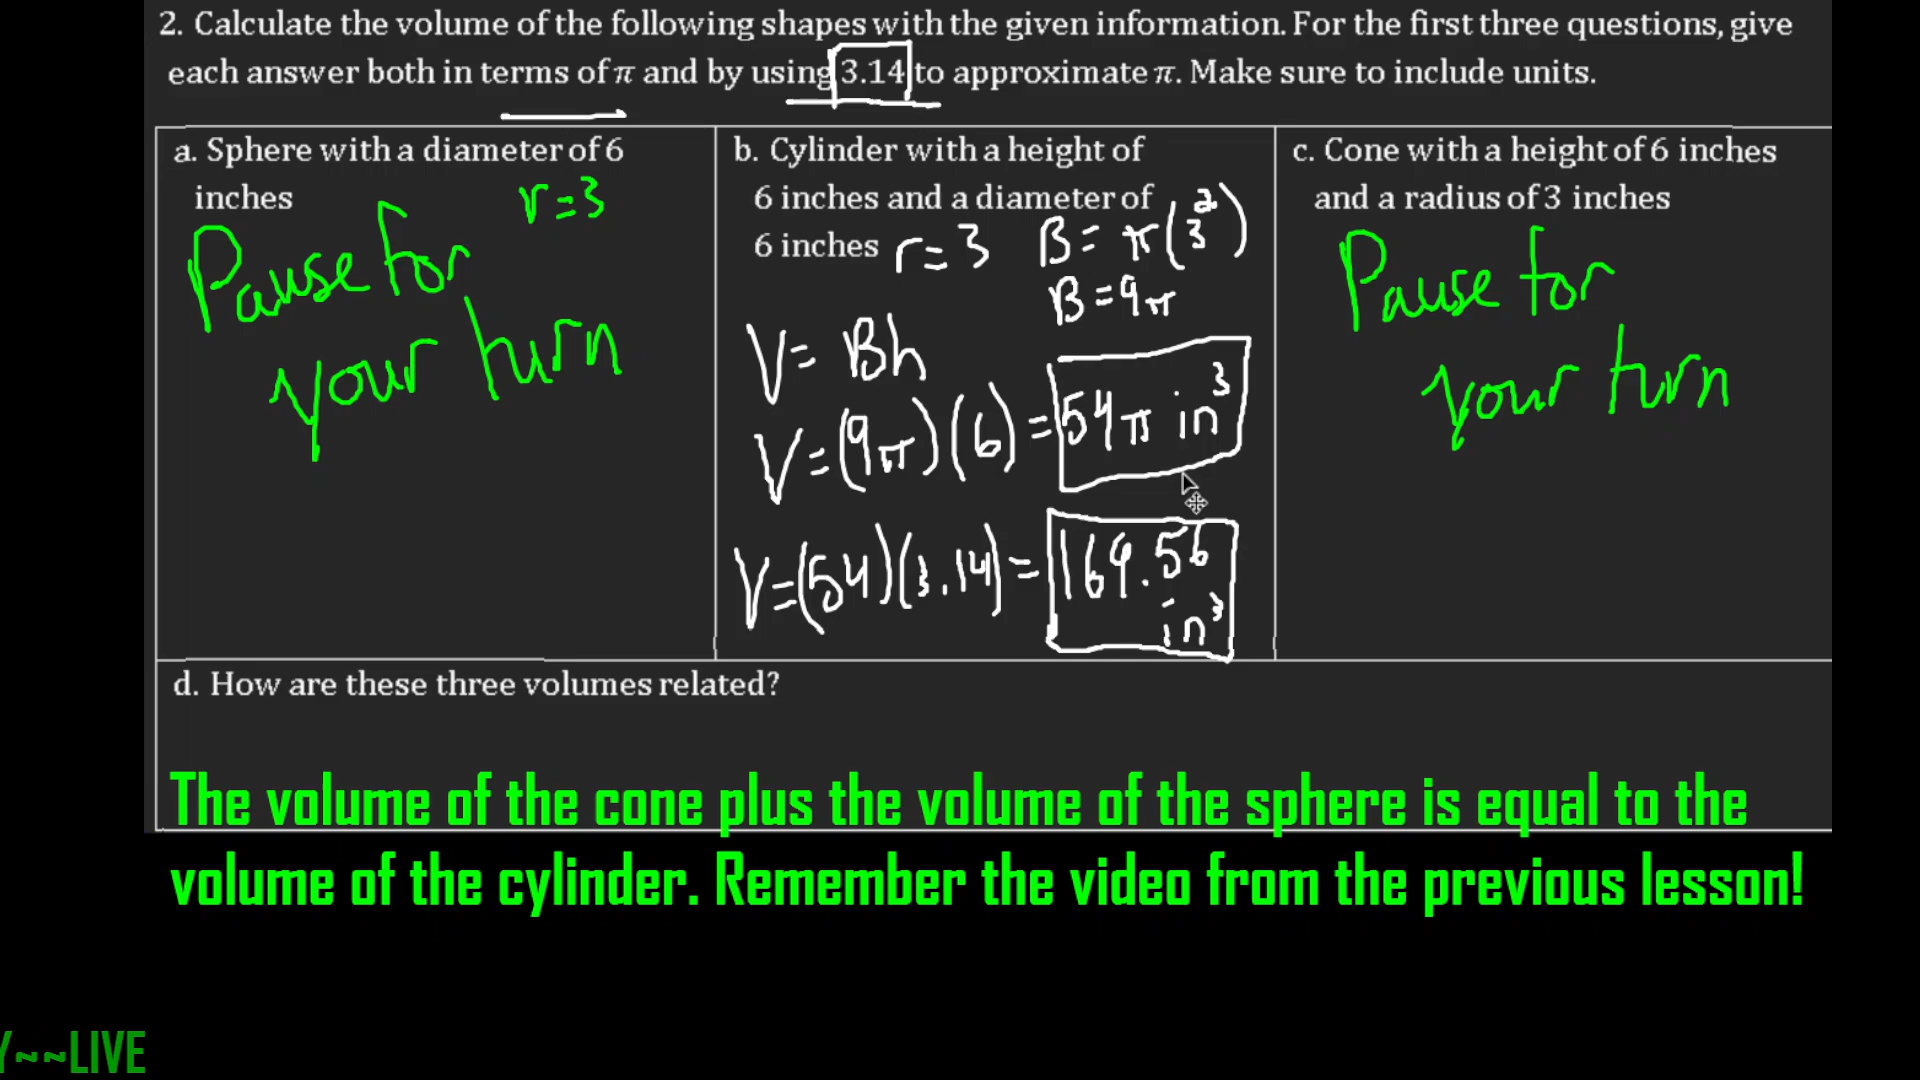 2. Calculate the volume of the following shapes with the given information. For the first three questions, give
each answer both in terms of π and by using 3.14 to approximate π. Make sure to include units.
a. Sphere with a diameter of 6
inches
r=3
Pause for
your turn
b. Cylinder with a height of
6 inches and a diameter of
6 inches
r=3
B = π(3²)
B = 9π
V = Bh
V = (9π)(6) = 54π in³
V = (54)(3.14) = 169.56
in³
c. Cone with a height of 6 inches
and a radius of 3 inches
Pause for
your turn
d. How are these three volumes related?
The volume of the cone plus the volume of the sphere is equal to the
volume of the cylinder. Remember the video from the previous lesson!
Y~~LIVE